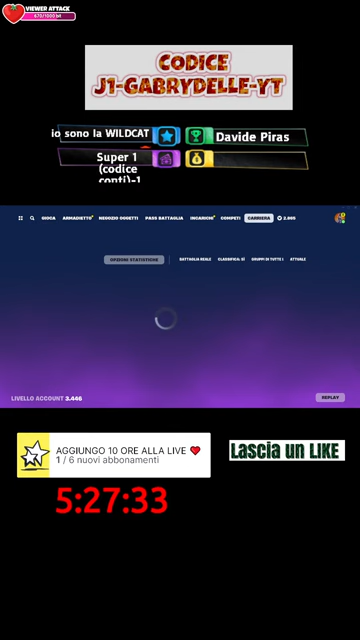 VIEWER ATTACK
670/1000 bit
CODICE
J1-GABRYDELLE-YT
io sono la WILDCAT
Davide Piras
Super 1
(codice
conti)-1
GIOCA ARMADIETTO NEGOZIO OGGETTI PASS BATTAGLIA INCARICHI COMPETI CARRIERA 2.865
OPZIONI STATISTICHE BATTAGLIA REALE CLASSIFICA: SÌ GRUPPI DI TUTTE I ATTUALE
LIVELLO ACCOUNT 3.446
REPLAY
AGGIUNGO 10 ORE ALLA LIVE
1 / 6 nuovi abbonamenti
Lascia un LIKE
5:27:33